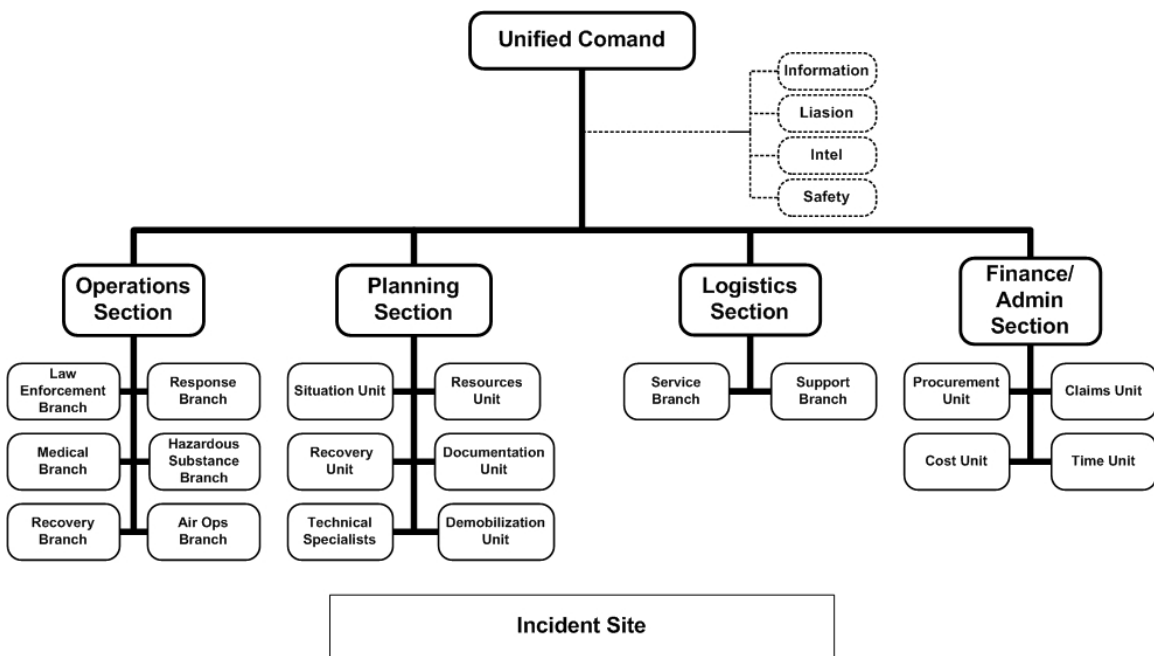 Unified Comand
Information
Liasion
Intel
Safety
Operations
Section
Planning
Section
Logistics
Section
Finance/
Admin
Section
Law
Enforcement
Branch
Response
Branch
Situation Unit
Resources
Unit
Service
Branch
Support
Branch
Procurement
Unit
Claims Unit
Medical
Branch
Hazardous
Substance
Branch
Recovery
Unit
Documentation
Unit
Cost Unit
Time Unit
Recovery
Branch
Air Ops
Branch
Technical
Specialists
Demobilization
Unit
Incident Site